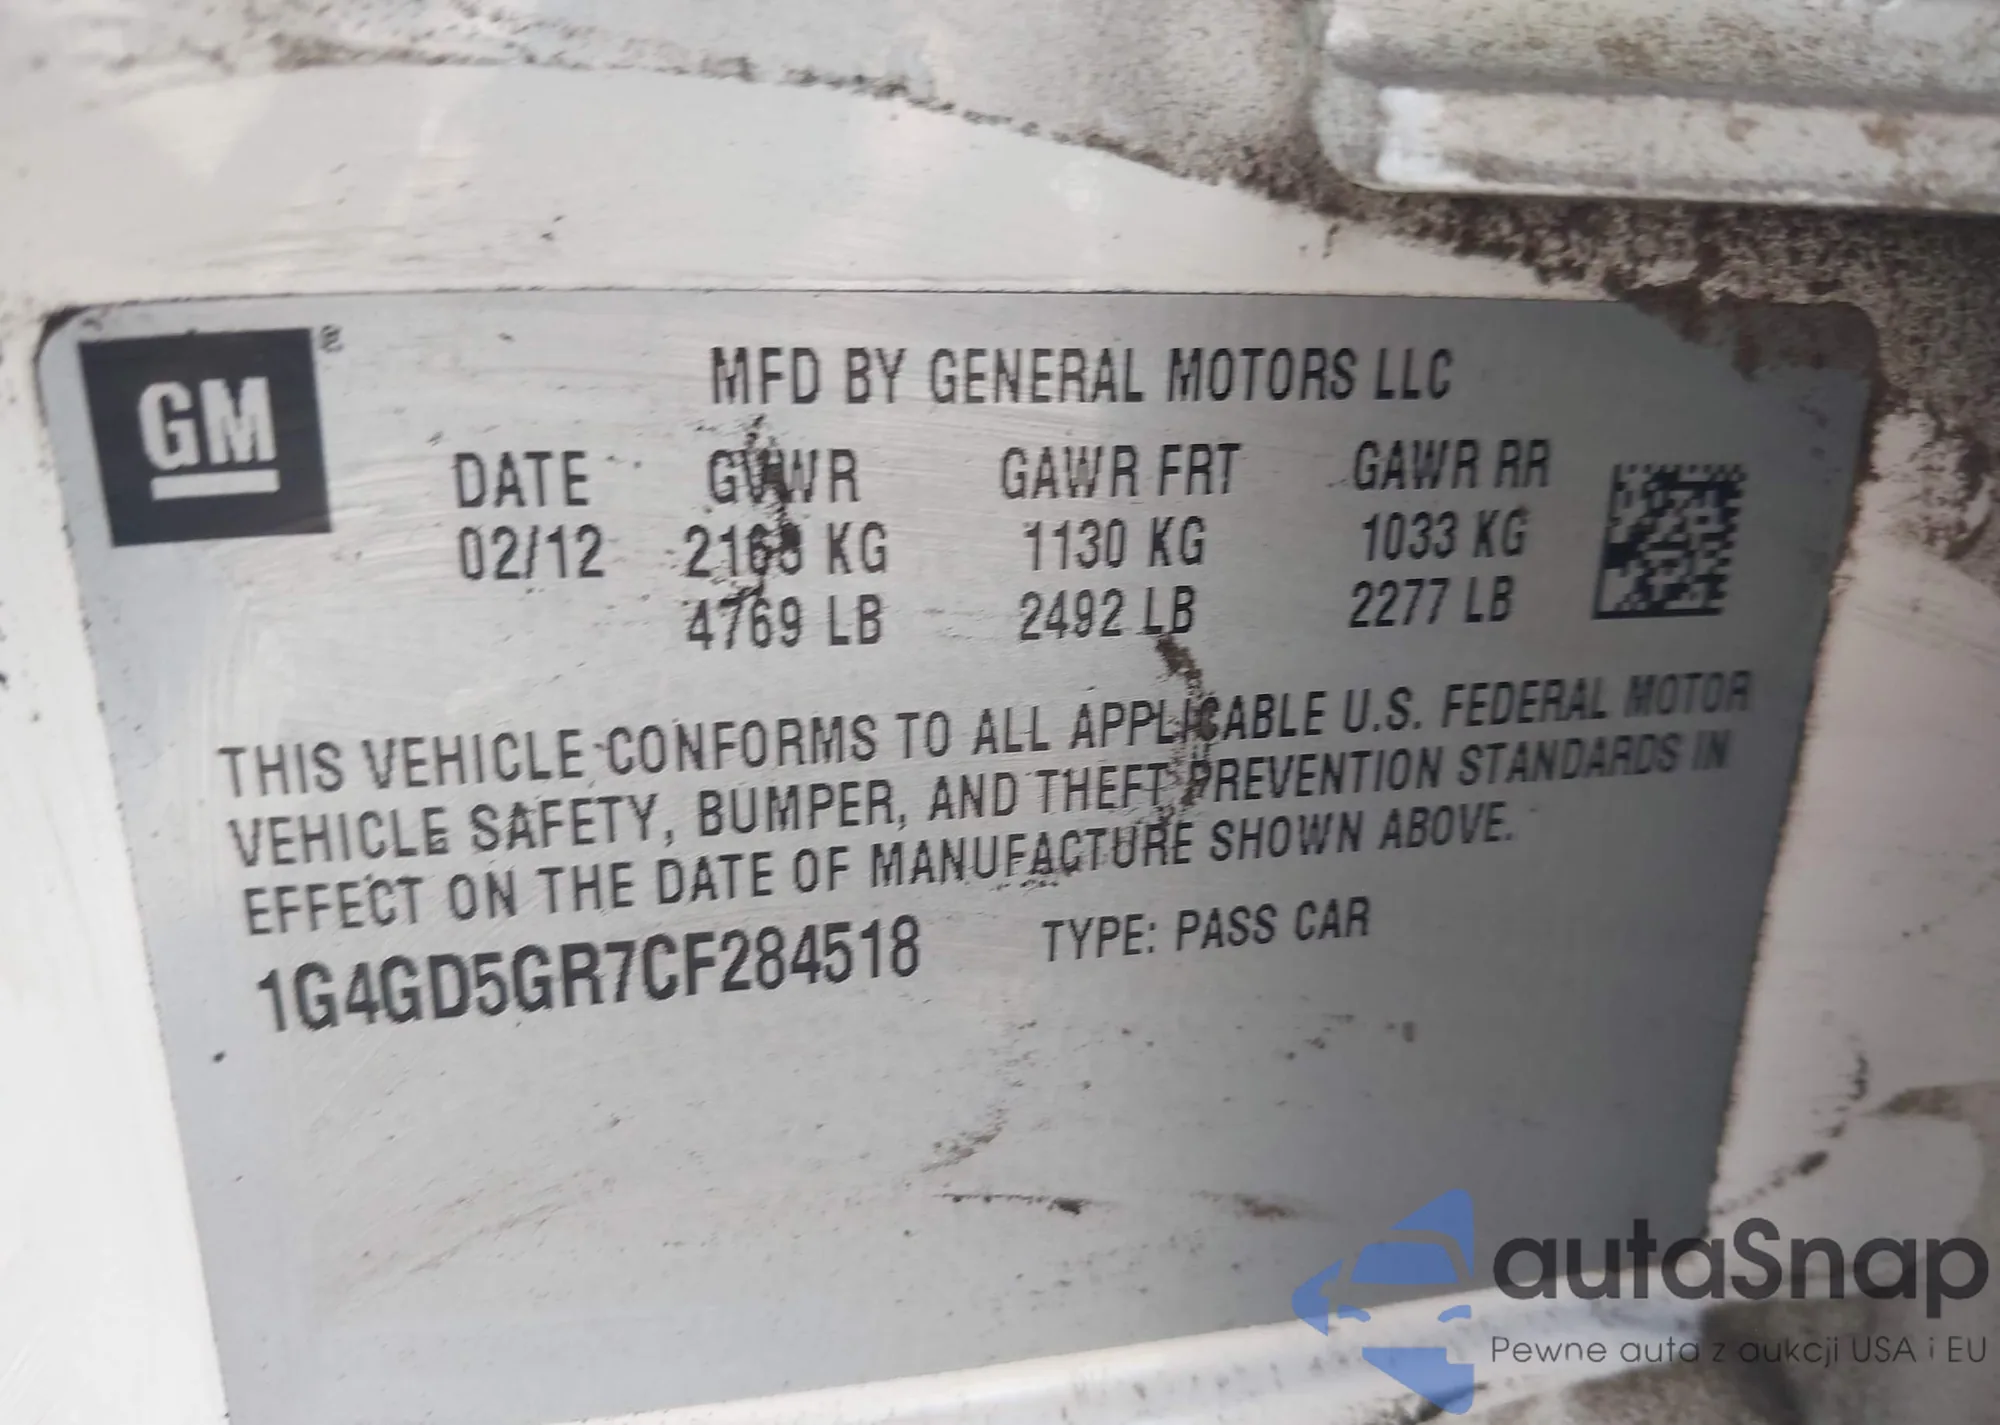 GM ®
MFD BY GENERAL MOTORS LLC
DATE GVWR GAWR FRT GAWR RR
02/12 2163 KG 1130 KG 1033 KG
4769 LB 2492 LB 2277 LB
THIS VEHICLE CONFORMS TO ALL APPLICABLE U.S. FEDERAL MOTOR
VEHICLE SAFETY, BUMPER, AND THEFT PREVENTION STANDARDS IN
EFFECT ON THE DATE OF MANUFACTURE SHOWN ABOVE.
1G4GD5GR7CF284518 TYPE: PASS CAR
autaSnap
Pewne auta z aukcji USA i EU